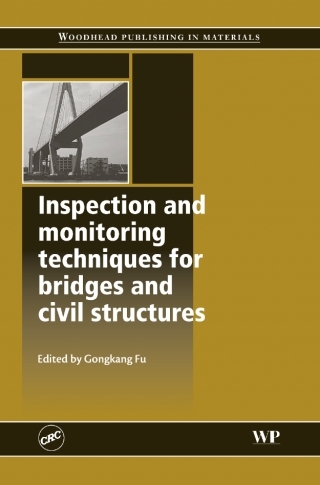 WOODHEAD PUBLISHING IN MATERIALS
Inspection and
monitoring
techniques for
bridges and
civil structures
Edited by Gongkang Fu
CRC
WP